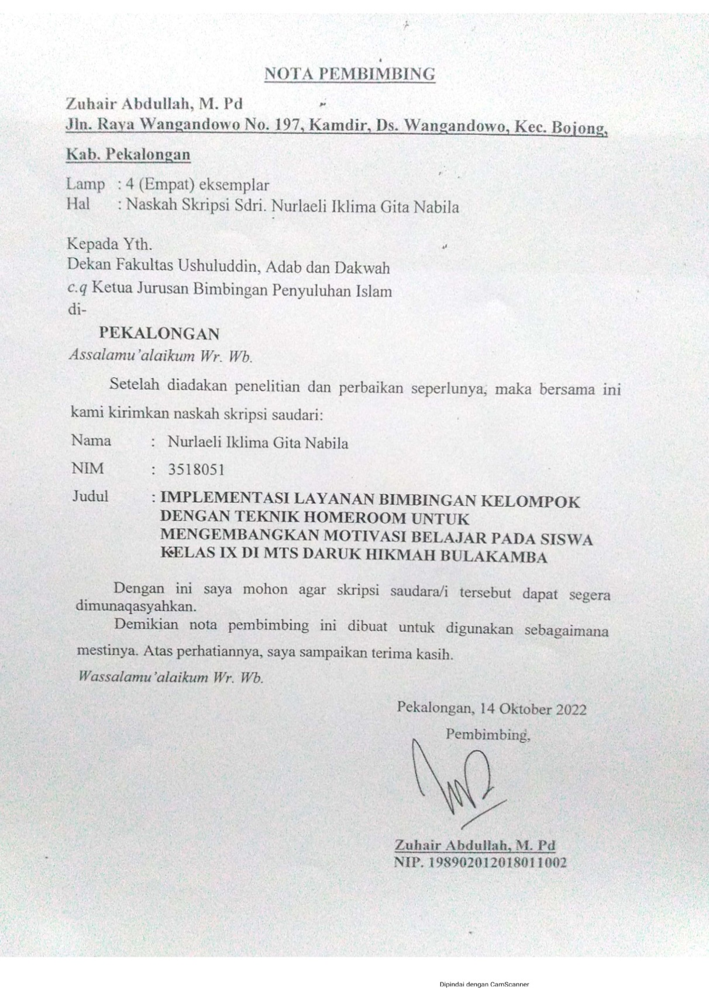 NOTA PEMBIMBING
Zuhair Abdullah, M. Pd
Jln. Raya Wangandowo No. 197, Kamdir, Ds. Wangandowo, Kec. Bojong,
Kab. Pekalongan
Lamp : 4 (Empat) eksemplar
Hal : Naskah Skripsi Sdri. Nurlaeli Iklima Gita Nabila
Kepada Yth.
Dekan Fakultas Ushuluddin, Adab dan Dakwah
c.q Ketua Jurusan Bimbingan Penyuluhan Islam
di-
PEKALONGAN
Assalamu'alaikum Wr. Wb.
Setelah diadakan penelitian dan perbaikan seperlunya, maka bersama ini
kami kirimkan naskah skripsi saudari:
Nama : Nurlaeli Iklima Gita Nabila
NIM : 3518051
Judul : IMPLEMENTASI LAYANAN BIMBINGAN KELOMPOK
DENGAN TEKNIK HOMEROOM UNTUK
MENGEMBANGKAN MOTIVASI BELAJAR PADA SISWA
KELAS IX DI MTS DARUK HIKMAH BULAKAMBA
Dengan ini saya mohon agar skripsi saudara/i tersebut dapat segera
dimunaqasyahkan.
Demikian nota pembimbing ini dibuat untuk digunakan sebagaimana
mestinya. Atas perhatiannya, saya sampaikan terima kasih.
Wassalamu'alaikum Wr. Wb.
Pekalongan, 14 Oktober 2022
Pembimbing,
Zuhair Abdullah, M. Pd
NIP. 198902012018011002
Dipindai dengan CamScanner